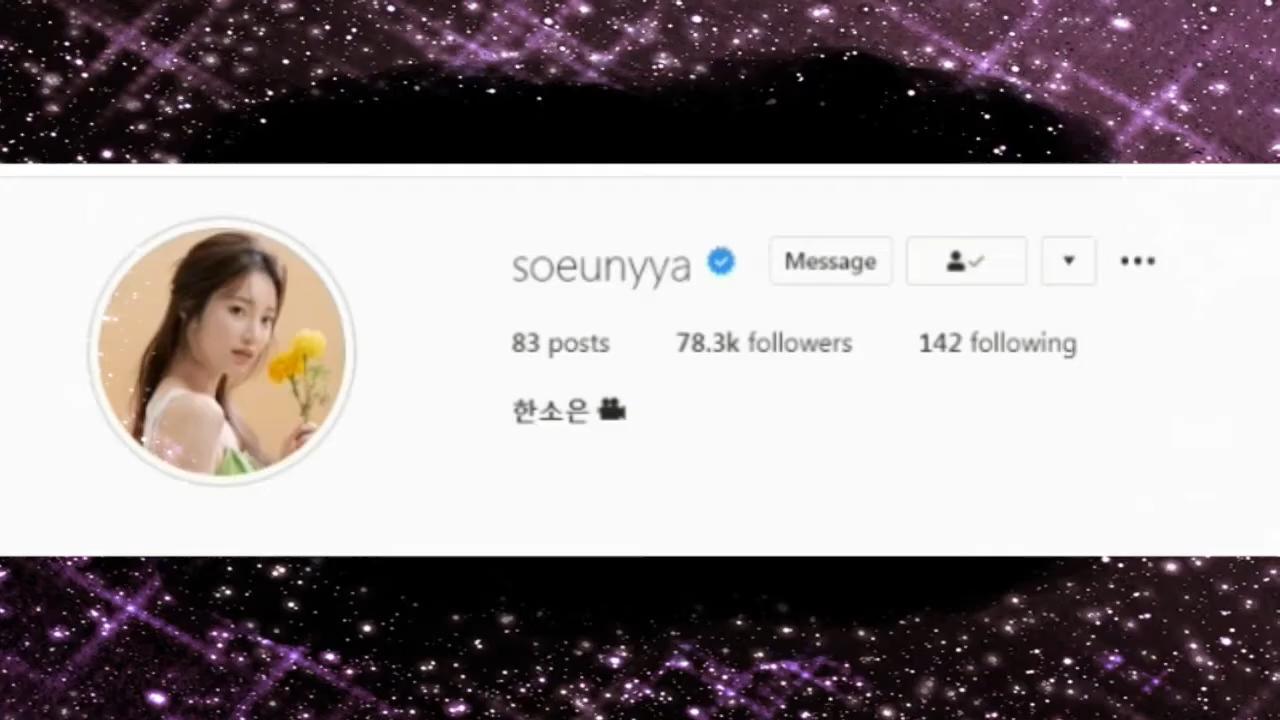 soeunyya Message
83 posts 78.3k followers 142 following
한소은